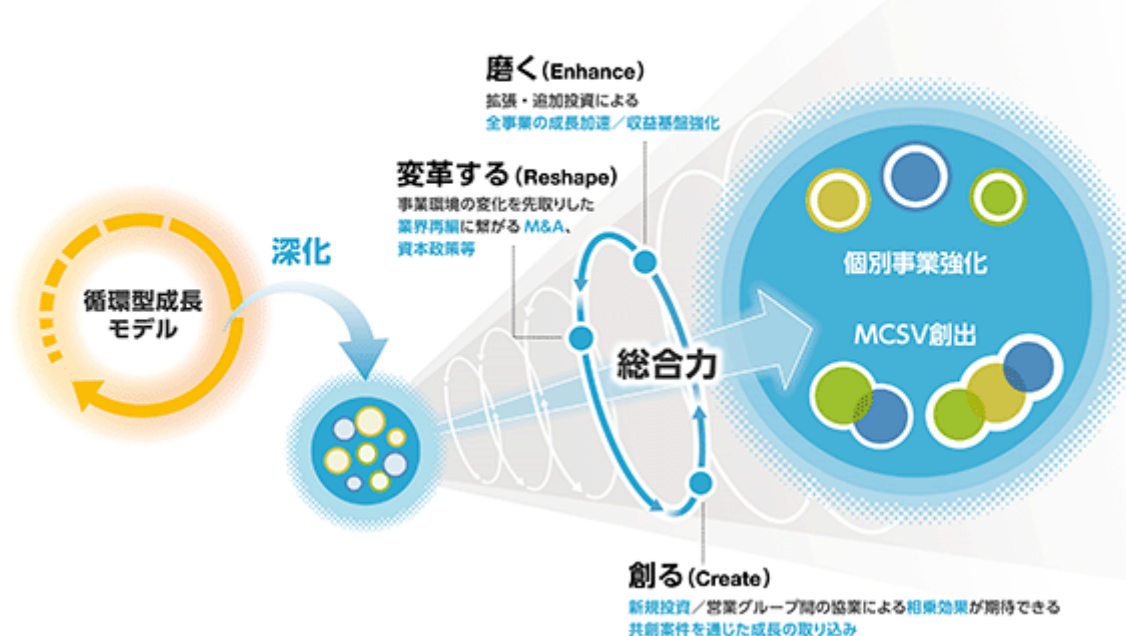 磨く(Enhance)
拡張・追加投資による
全事業の成長加速／収益基盤強化
変革する(Reshape)
事業環境の変化を先取りした
業界再編に繋がる M&A、
資本政策等
深化
循環型成長
モデル
総合力
個別事業強化
MCSV創出
創る(Create)
新規投資／営業グループ間の協業による相乗効果が期待できる
共創案件を通じた成長の取り込み